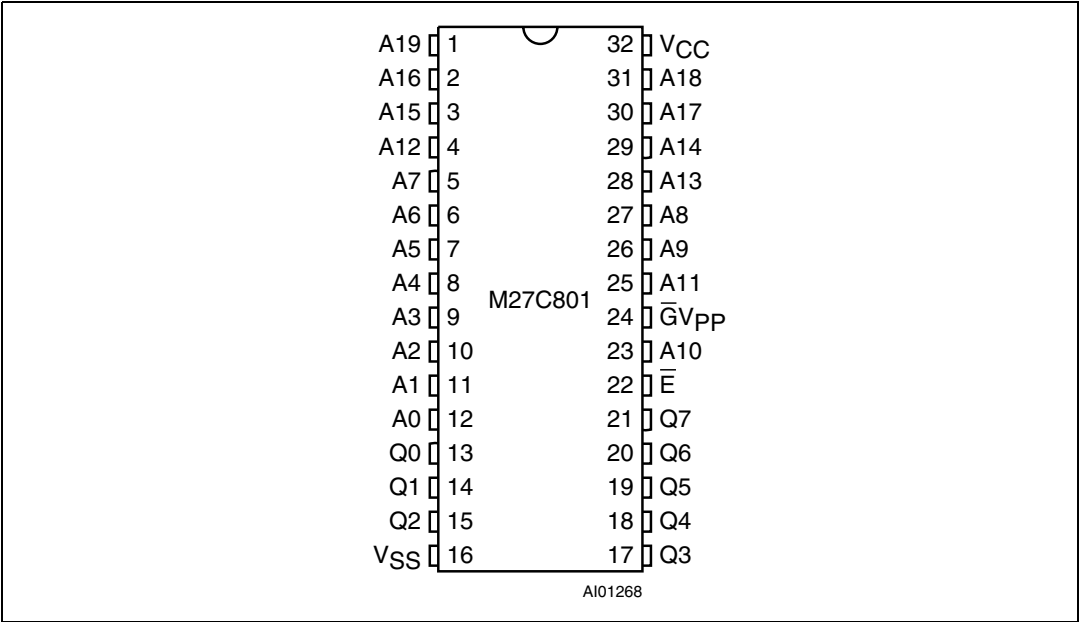 A19 1 32 VCC
A16 2 31 A18
A15 3 30 A17
A12 4 29 A14
A7 5 28 A13
A6 6 27 A8
A5 7 26 A9
A4 8 25 A11
M27C801
A3 9 24 G̅VPP
A2 10 23 A10
A1 11 22 E̅
A0 12 21 Q7
Q0 13 20 Q6
Q1 14 19 Q5
Q2 15 18 Q4
VSS 16 17 Q3
AI01268